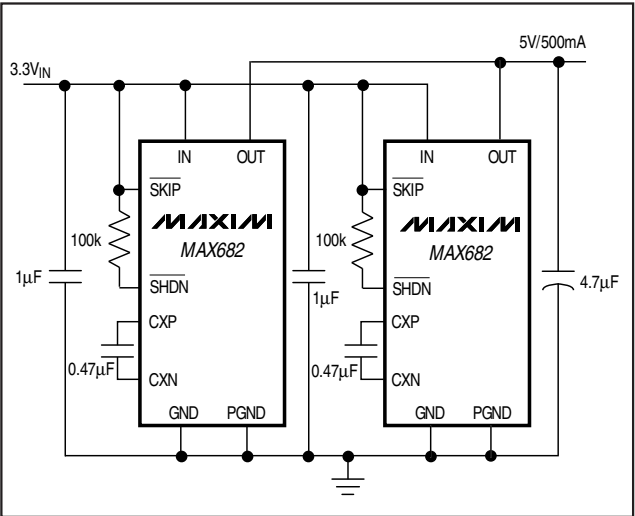 5V/500mA
3.3VIN
IN OUT
IN OUT
SKIP
SKIP
MAXIM
MAX682
MAXIM
MAX682
100k
100k
SHDN
SHDN
1µF
1µF
4.7µF
CXP
CXP
0.47µF
0.47µF
CXN
CXN
GND PGND
GND PGND